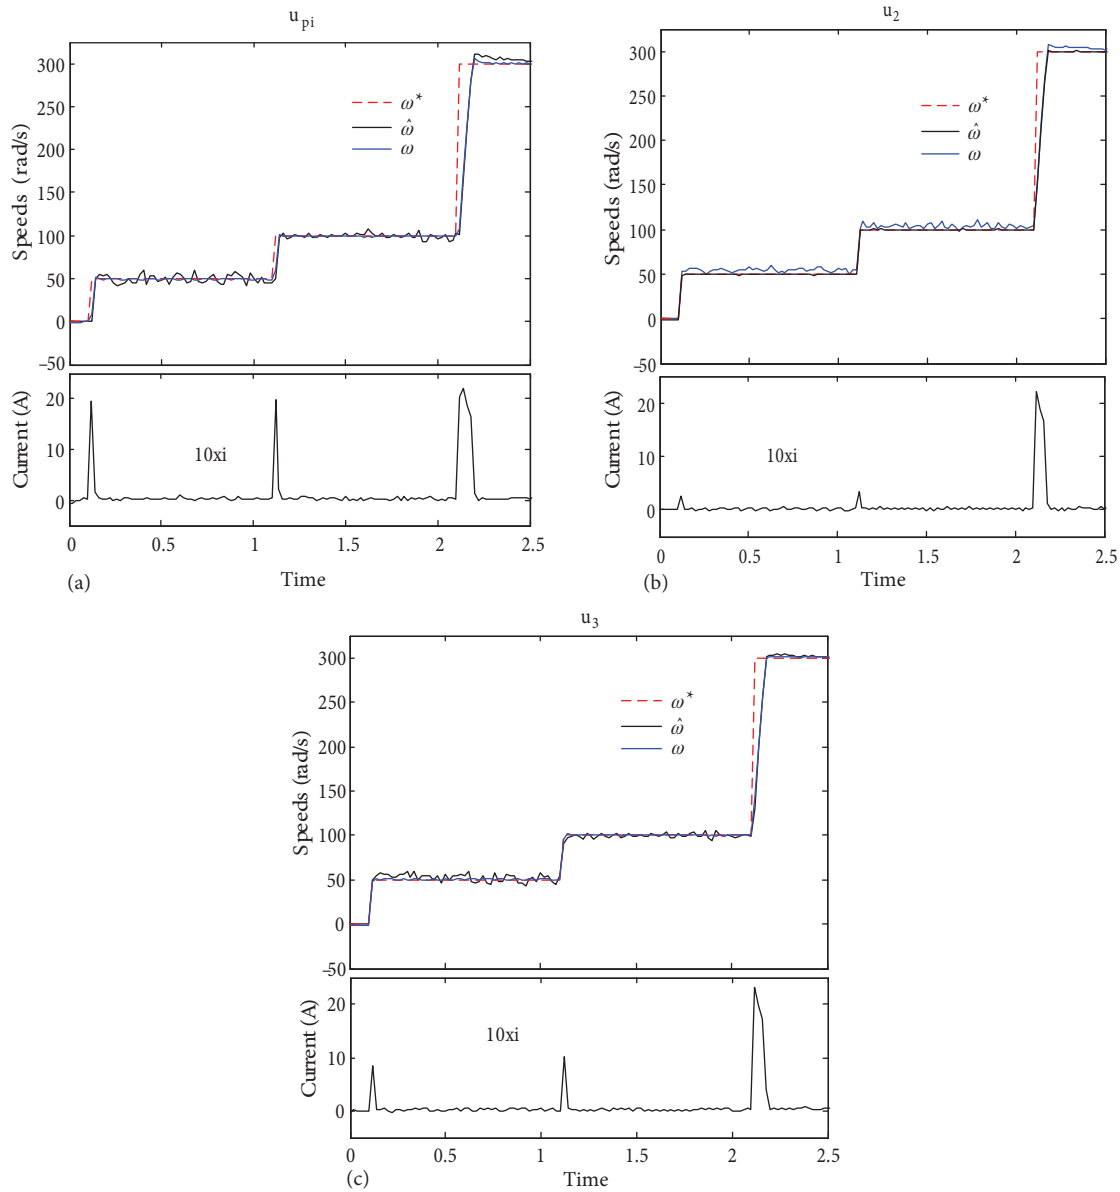 u_pi
300
250
200
150
100
50
0
−50
Speeds (rad/s)
ω*
ω̂
ω
20
10
0
Current (A)
10xi
0 0.5 1 1.5 2 2.5
(a)
Time
u_2
300
250
200
150
100
50
0
−50
Speeds (rad/s)
ω*
ω̂
ω
20
10
0
Current (A)
10xi
0 0.5 1 1.5 2 2.5
(b)
Time
u_3
300
250
200
150
100
50
0
−50
Speeds (rad/s)
ω*
ω̂
ω
20
10
0
Current (A)
10xi
0 0.5 1 1.5 2 2.5
(c)
Time